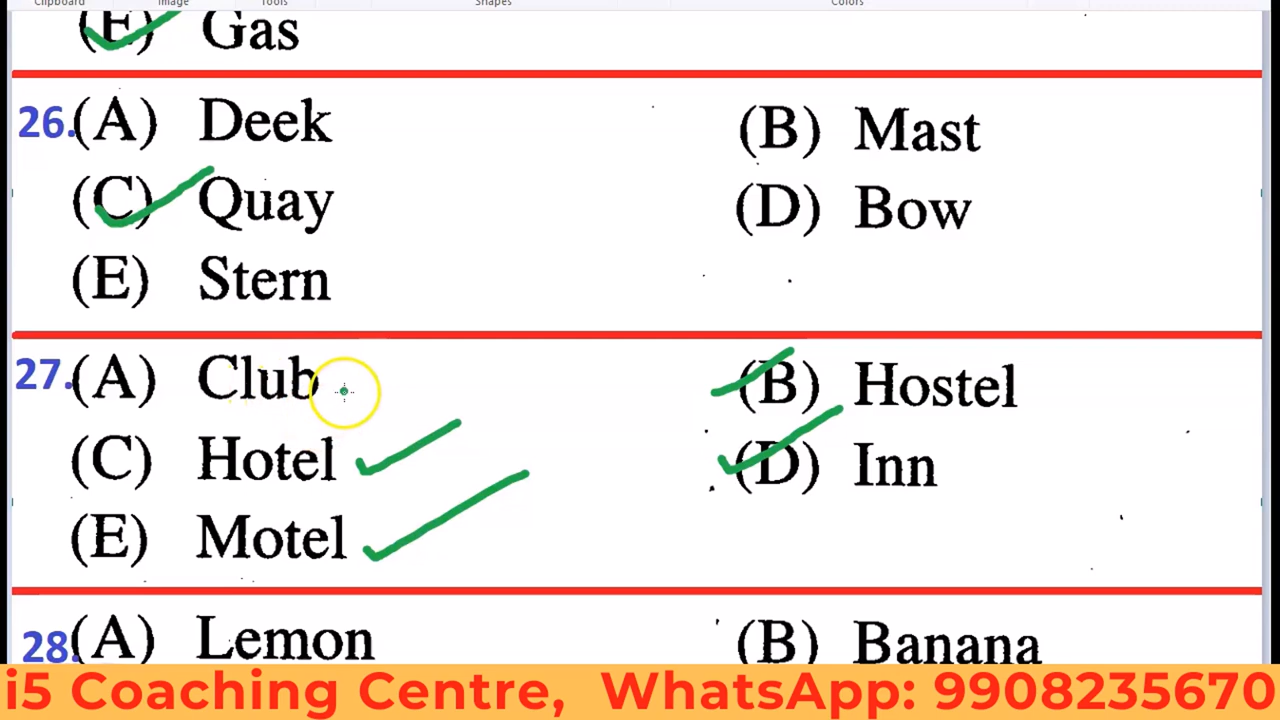 Clipboard Image Tools Shapes Colors
(E) Gas
26. (A) Deek (B) Mast
(C) Quay (D) Bow
(E) Stern
27. (A) Club (B) Hostel
(C) Hotel (D) Inn
(E) Motel
28. (A) Lemon (B) Banana
i5 Coaching Centre, WhatsApp: 9908235670